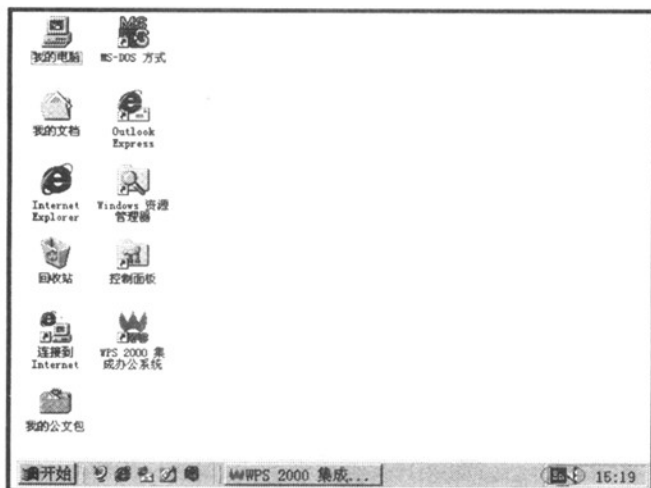 我的电脑
MS-DOS 方式
我的文档
Outlook
Express
Internet
Explorer
Windows 资源
管理器
回收站
控制面板
连接到
Internet
WPS 2000 集
成办公系统
我的公文包
开始
WPS 2000 集成...
En
15:19